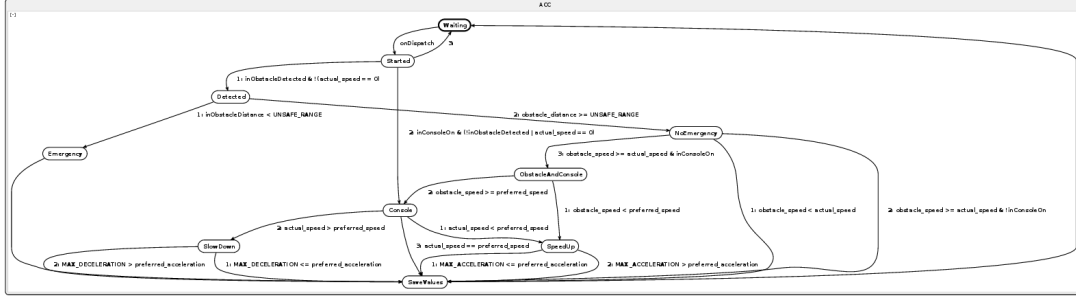 ACC
[-]
Waiting
onDispatch
3:
Started
1: inObstacleDetected & !(actual_speed == 0)
Detected
1: inObstacleDistance < UNSAFE_RANGE
2: obstacle_distance >= UNSAFE_RANGE
2: inConsoleOn & (!inObstacleDetected | actual_speed == 0)
NoEmergency
Emergency
3: obstacle_speed >= actual_speed & inConsoleOn
ObstacleAndConsole
2: obstacle_speed >= preferred_speed
Console
1: obstacle_speed < preferred_speed
1: obstacle_speed < actual_speed
2: obstacle_speed >= actual_speed & !inConsoleOn
2: actual_speed > preferred_speed
1: actual_speed < preferred_speed
SlowDown
3: actual_speed == preferred_speed
SpeedUp
2: MAX_DECELERATION > preferred_acceleration
1: MAX_DECELERATION <= preferred_acceleration
1: MAX_ACCELERATION <= preferred_acceleration
2: MAX_ACCELERATION > preferred_acceleration
SaveValues